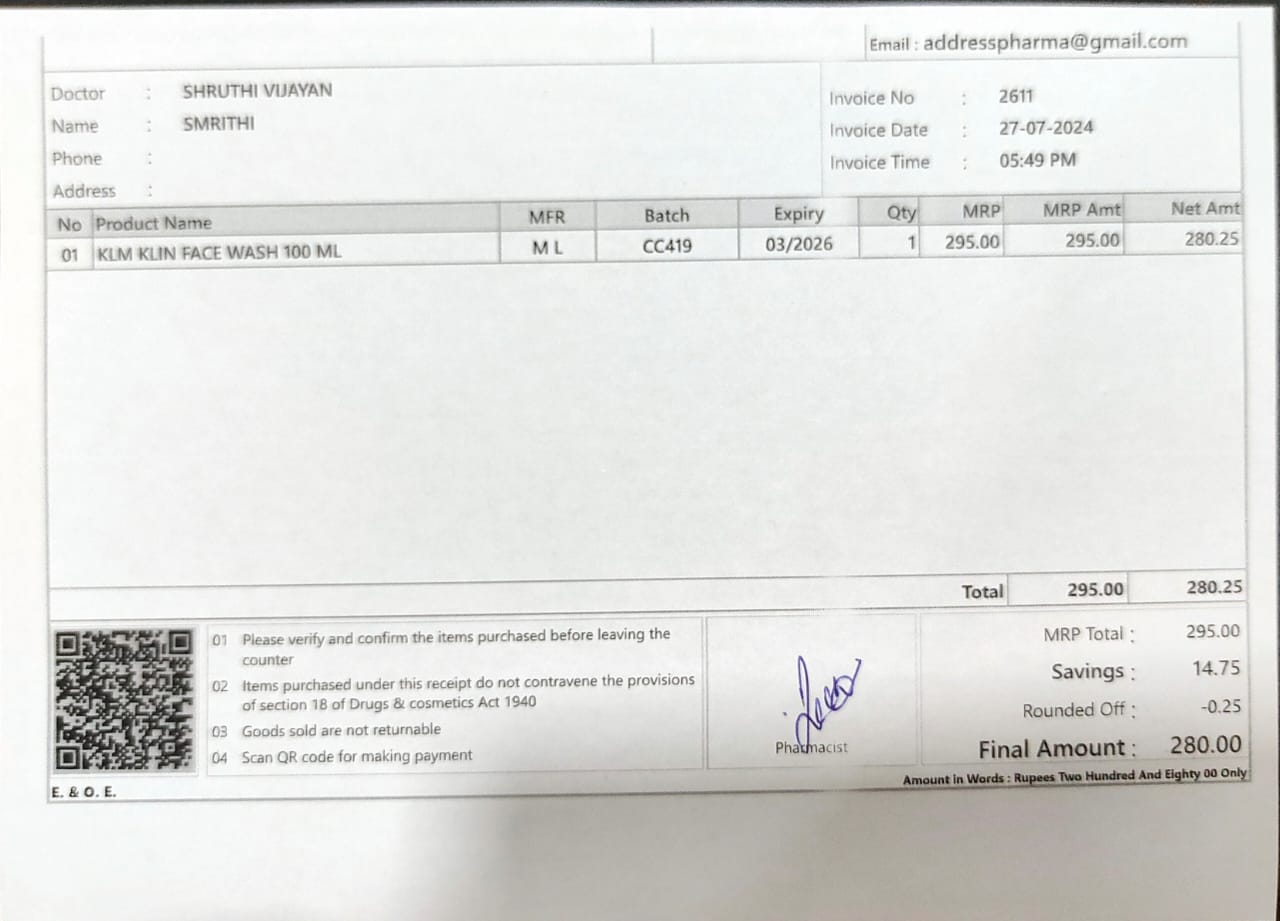 Email : addresspharma@gmail.com
Doctor : SHRUTHI VIJAYAN
Name : SMRITHI
Phone :
Address :
Invoice No : 2611
Invoice Date : 27-07-2024
Invoice Time : 05:49 PM
No Product Name MFR Batch Expiry Qty MRP MRP Amt Net Amt
01 KLM KLIN FACE WASH 100 ML M L CC419 03/2026 1 295.00 295.00 280.25
Total 295.00 280.25
01 Please verify and confirm the items purchased before leaving the
counter
02 Items purchased under this receipt do not contravene the provisions
of section 18 of Drugs & cosmetics Act 1940
03 Goods sold are not returnable
04 Scan QR code for making payment
Pharmacist
MRP Total : 295.00
Savings : 14.75
Rounded Off : -0.25
Final Amount : 280.00
Amount in Words : Rupees Two Hundred And Eighty 00 Only
E. & O. E.